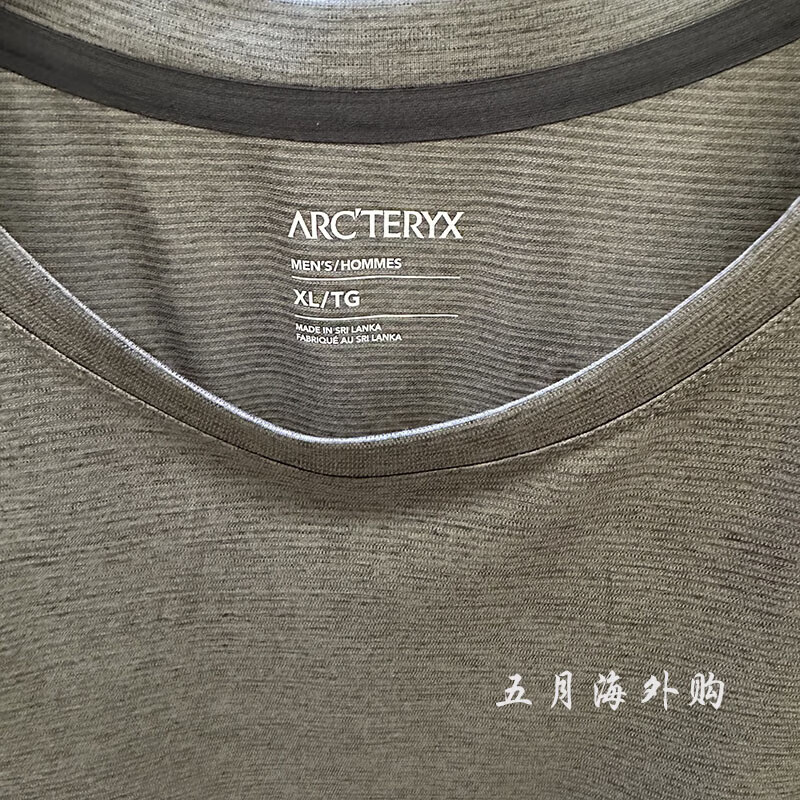 ARC'TERYX
MEN'S/HOMMES
XL/TG
MADE IN SRI LANKA
FABRIQUÉ AU SRI LANKA
五月海外购